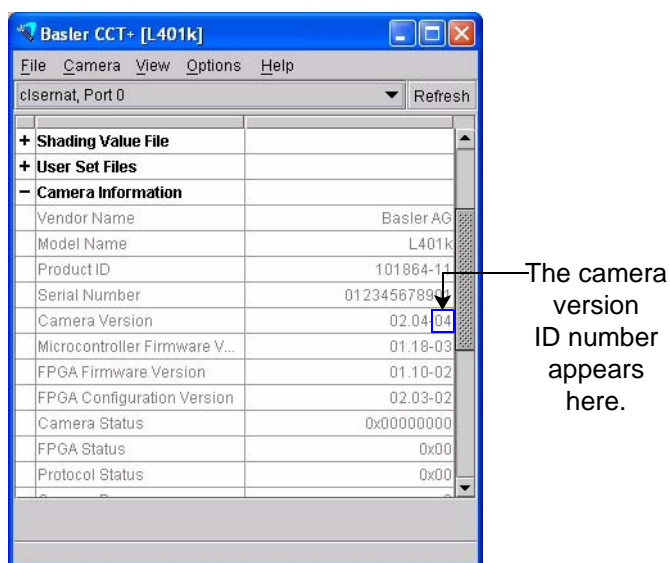 Basler CCT+ [L401k]
File Camera View Options Help
clsernat, Port 0 Refresh
+ Shading Value File
+ User Set Files
− Camera Information
Vendor Name Basler AG
Model Name L401k
Product ID 101864-11
Serial Number 012345678901
Camera Version 02.04-04
Microcontroller Firmware V... 01.18-03
FPGA Firmware Version 01.10-02
FPGA Configuration Version 02.03-02
Camera Status 0x00000000
FPGA Status 0x00
Protocol Status 0x00
The camera
version
ID number
appears
here.